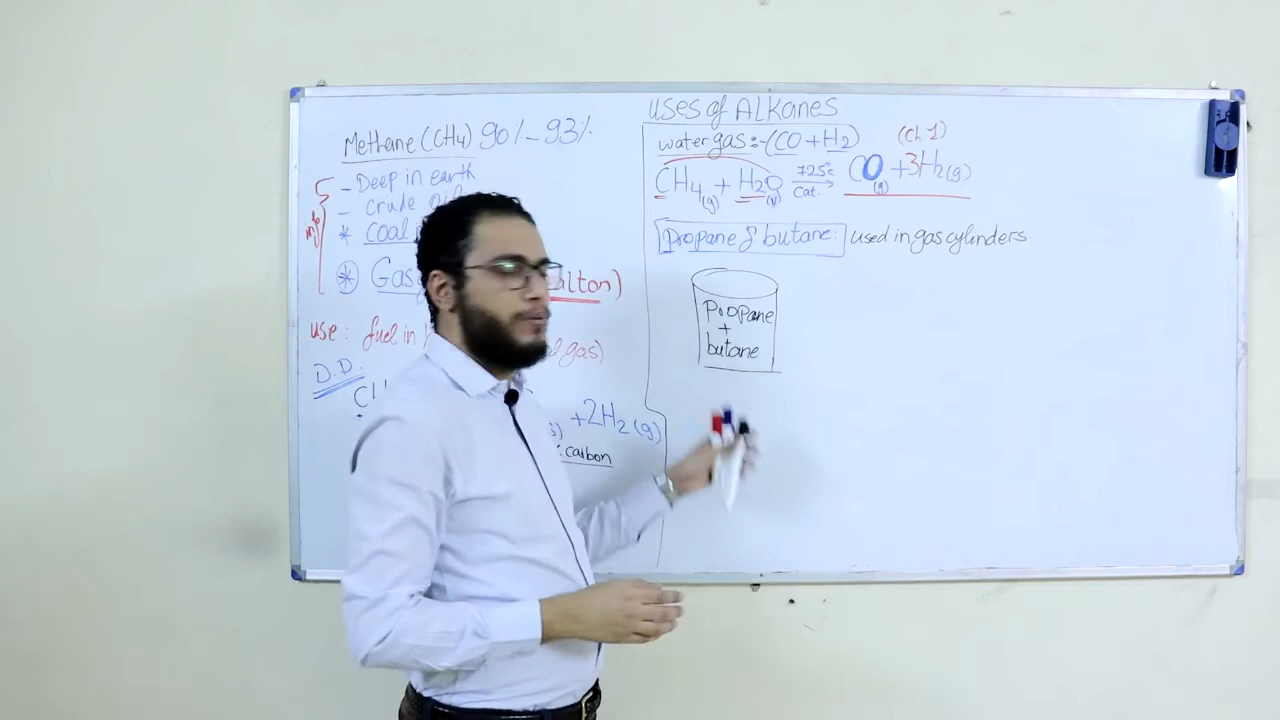 Methane (CH4) 90% - 93%
- Deep in earth
- crude oil
* coal
* Gas alton)
use: fuel in gas)
D.D.
+2H2(g)
% carbon
uses of ALkanes
water gas:-(CO + H2)
(Ch 1)
CH4(g) + H2O(v) 725°c Cat. → CO(g) + 3H2(g)
Propane & butane: used in gas cylinders
Propane
+
butane